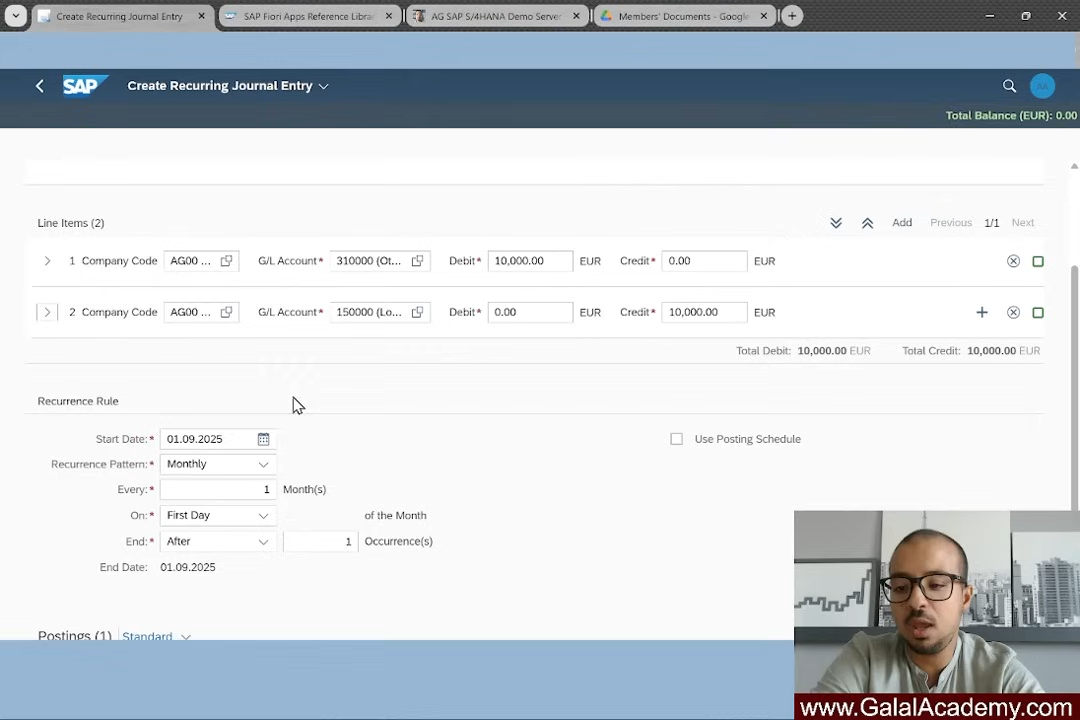 Create Recurring Journal Entry
SAP Fiori Apps Reference Libra
AG SAP S/4HANA Demo Server
Members' Documents - Google
SAP Create Recurring Journal Entry
AA
Total Balance (EUR): 0.00
Line Items (2) Add Previous 1/1 Next
1 Company Code AG00 ... G/L Account* 310000 (Ot... Debit* 10,000.00 EUR Credit* 0.00 EUR
2 Company Code AG00 ... G/L Account* 150000 (Lo... Debit* 0.00 EUR Credit* 10,000.00 EUR
Total Debit: 10,000.00 EUR Total Credit: 10,000.00 EUR
Recurrence Rule
Start Date:* 01.09.2025 Use Posting Schedule
Recurrence Pattern:* Monthly
Every:* 1 Month(s)
On:* First Day of the Month
End:* After 1 Occurrence(s)
End Date: 01.09.2025
Postings (1) Standard
www.GalalAcademy.com